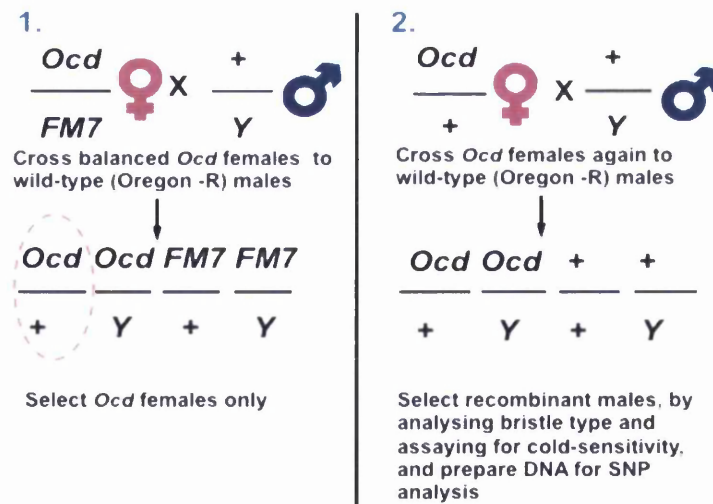 1.
Ocd X +
FM7 Y
Cross balanced Ocd females to
wild-type (Oregon -R) males
Ocd Ocd FM7 FM7
+ Y + Y
Select Ocd females only
2.
Ocd X +
+ Y
Cross Ocd females again to
wild-type (Oregon -R) males
Ocd Ocd + +
+ Y + Y
Select recombinant males, by
analysing bristle type and
assaying for cold-sensitivity,
and prepare DNA for SNP
analysis